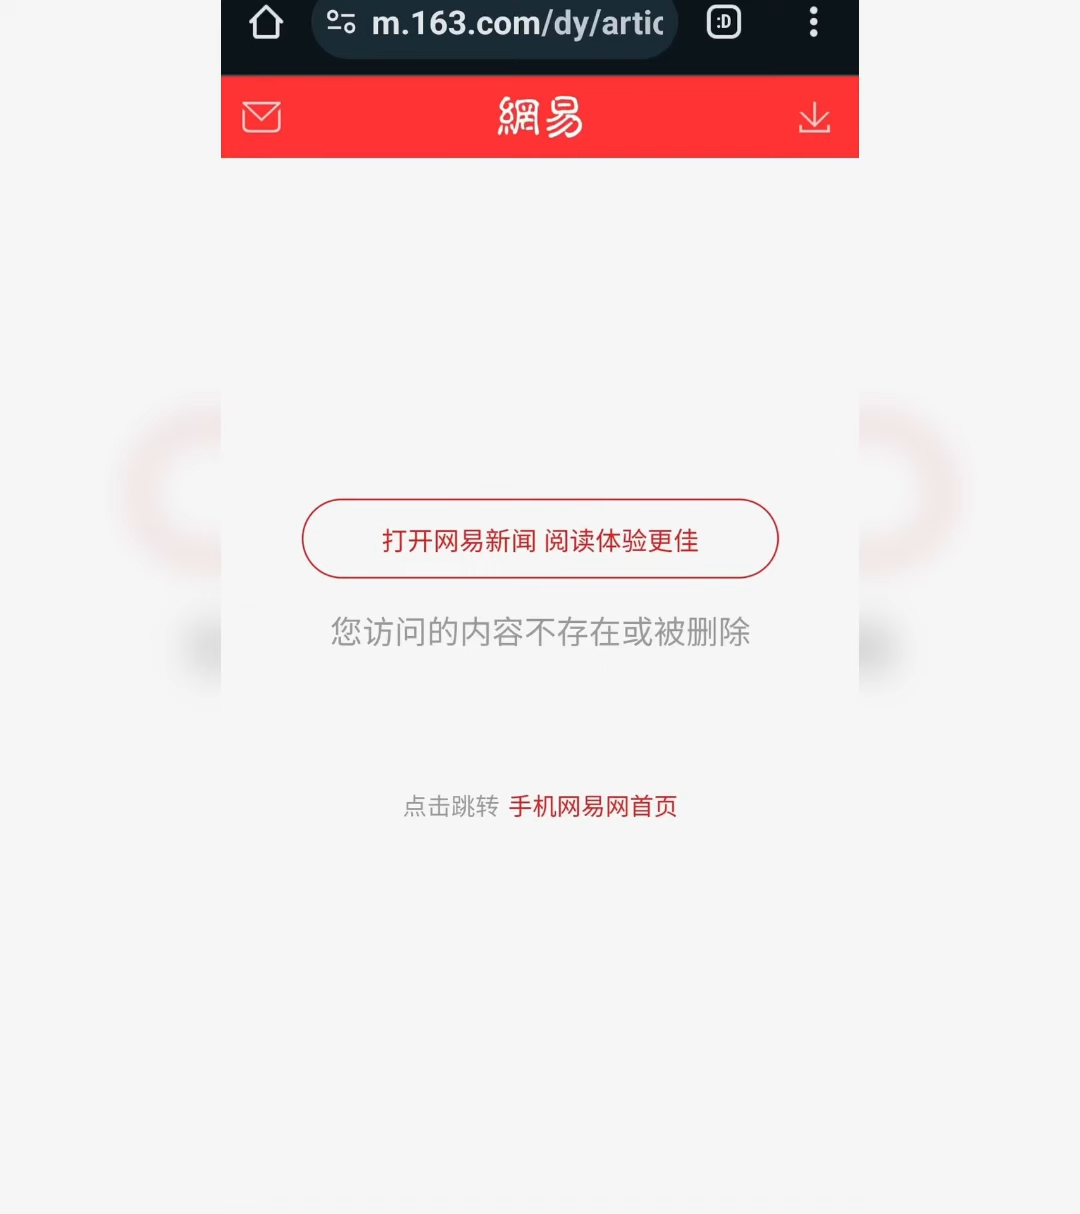 m.163.com/dy/artic
:D
網易
打开网易新闻 阅读体验更佳
您访问的内容不存在或被删除
点击跳转 手机网易网首页